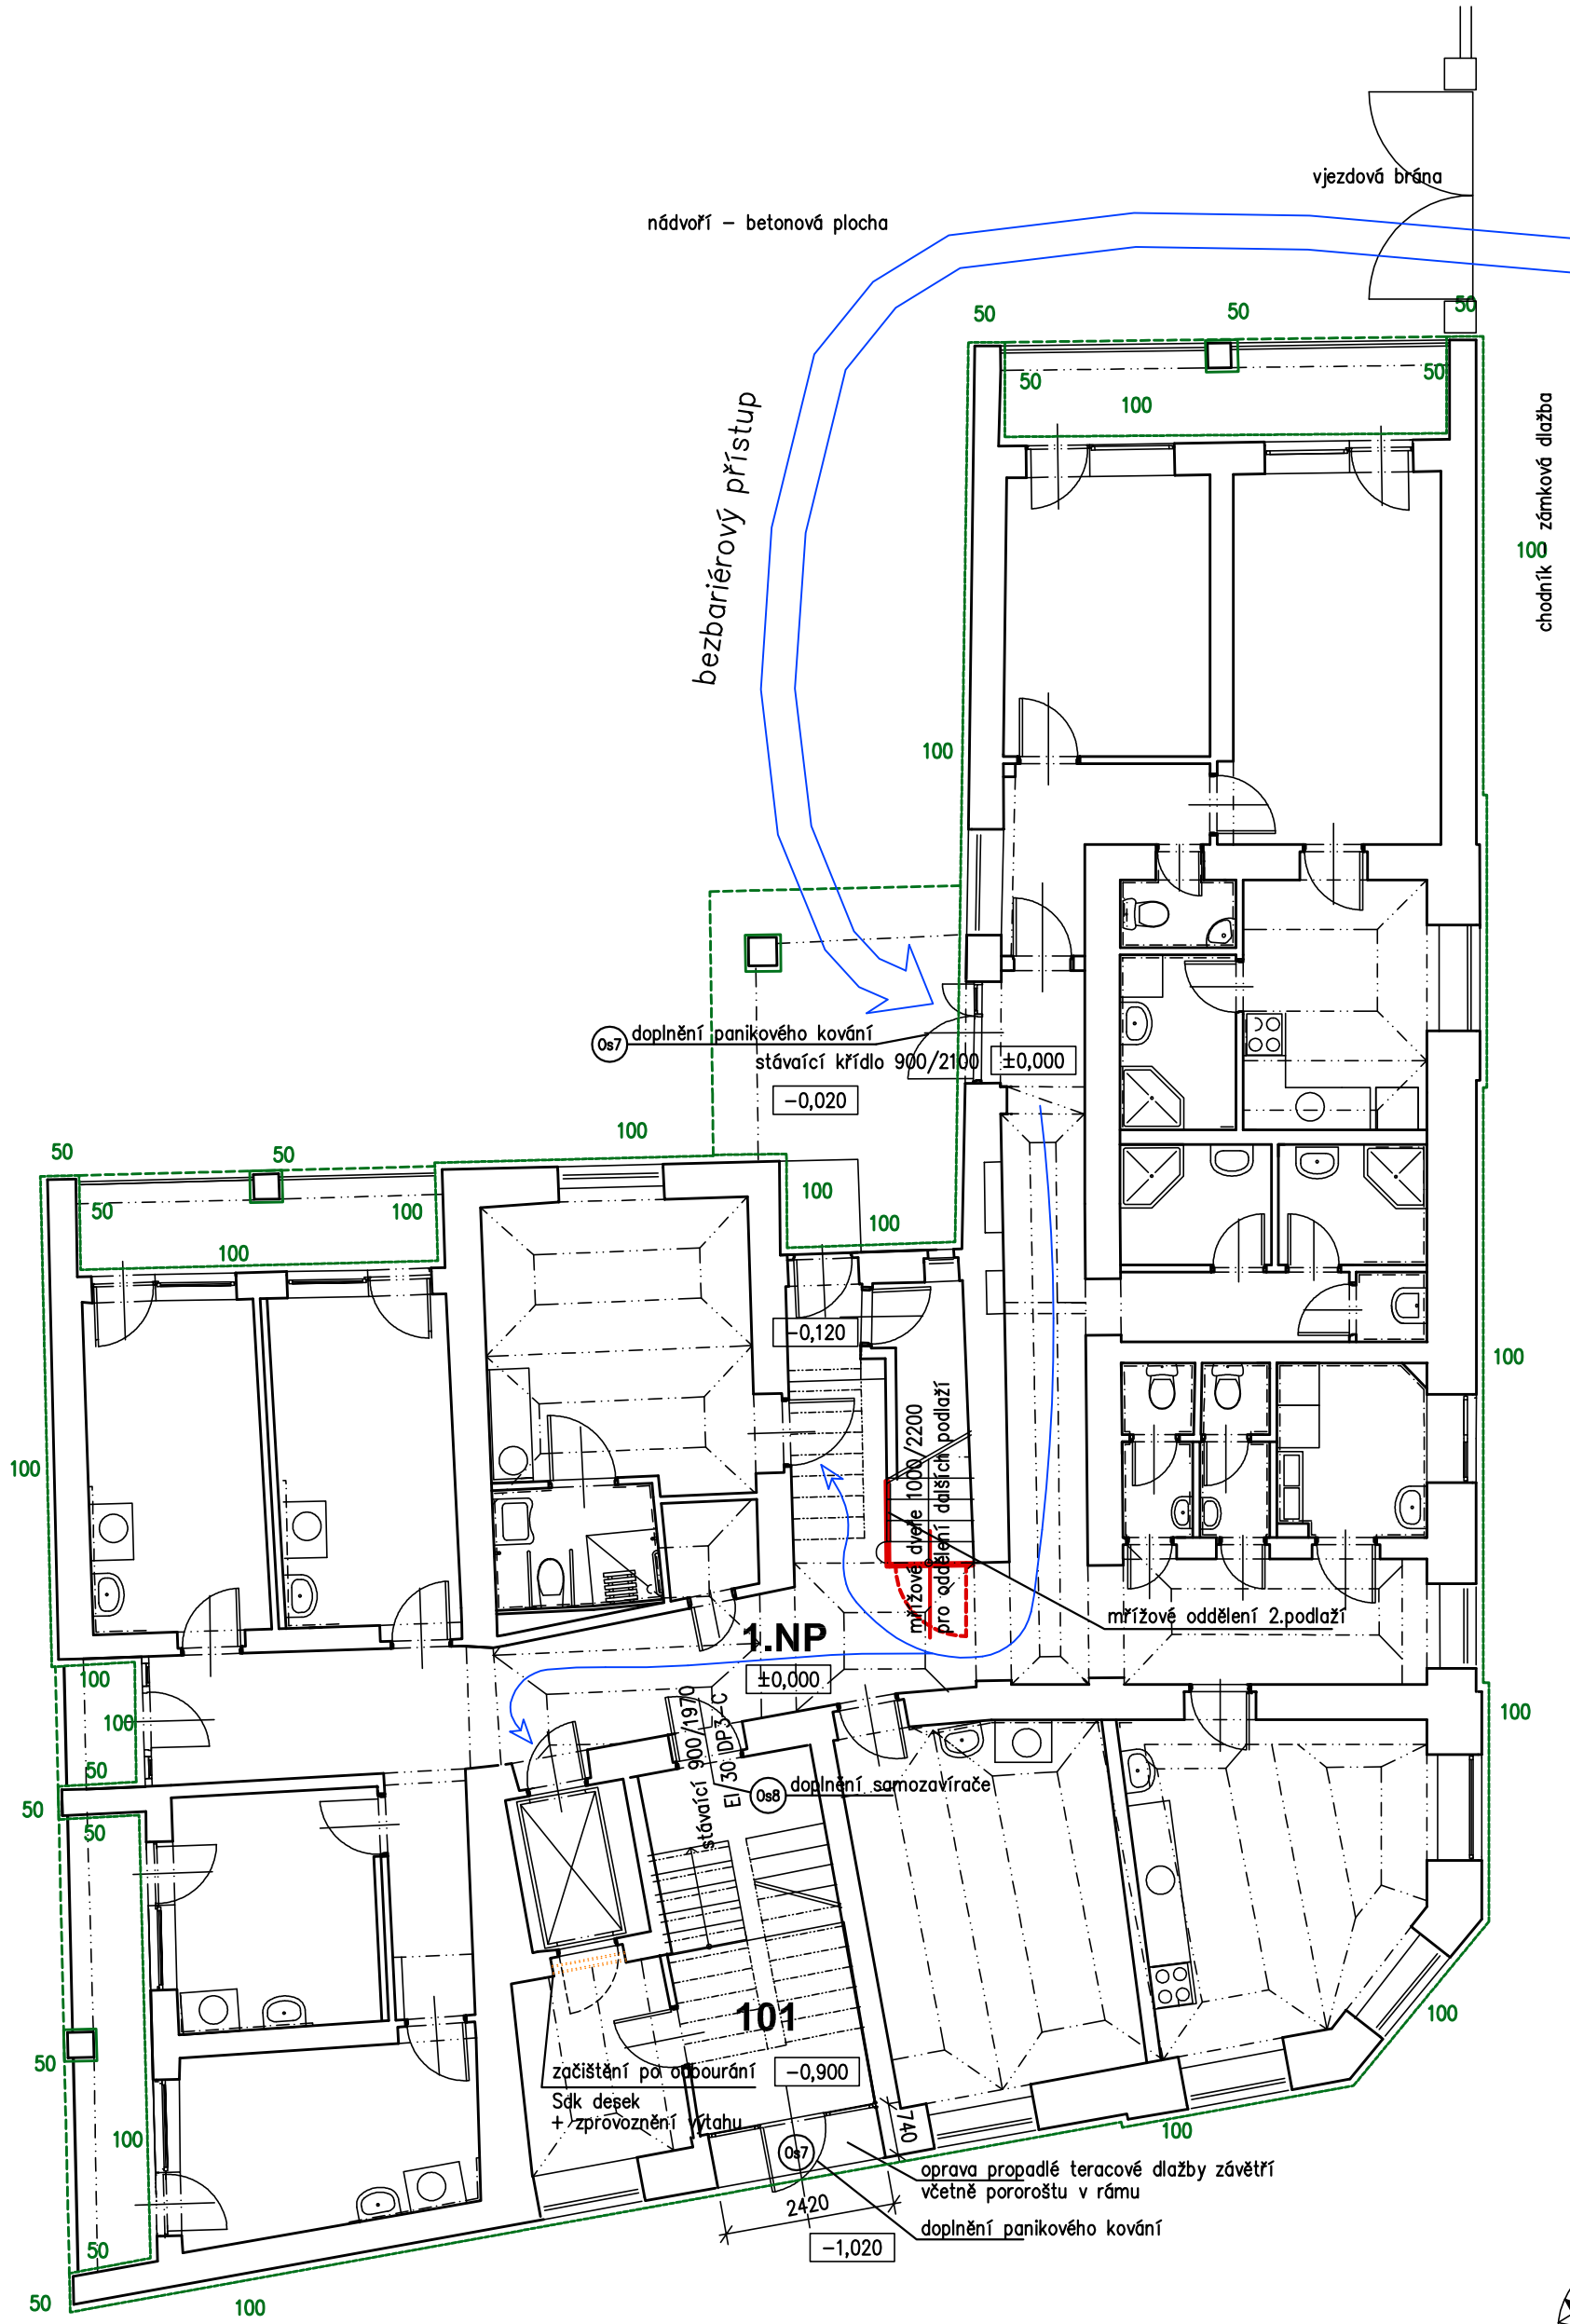 vjezdová brána
nádvoří – betonová plocha
50
50
50
50
50
100
bezbariérový přístup
chodník – zámková dlažba
100
100
Os7
doplnění panikového kování
stávaící křídlo 900/2100
±0,000
-0,020
100
50
50
50
100
100
100
100
-0,120
100
100
mřížové dveře 1000/2200
pro oddělení dalších podlaží
mřížové oddělení 2.podlaží
1.NP
±0,000
100
100
50
50
50
100
stávaící 900/1970
EI 30 DP3-C
Os8
doplnění samozavírače
101
-0,900
začištění po odbourání
Sdk desek
+ zprovoznění výtahu
740
Os7
2420
-1,020
oprava propadlé teracové dlažby závětří
včetně pororoštu v rámu
doplnění panikového kování
100
100
50
100
50
50
100